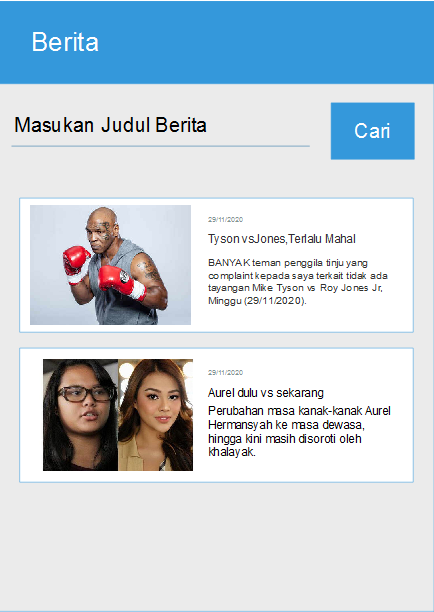 Berita
Masukan Judul Berita
Cari
29/11/2020
Tyson vsJones,Terlalu Mahal
BANYAK teman penggila tinju yang
complaint kepada saya terkait tidak ada
tayangan Mike Tyson vs Roy Jones Jr,
Minggu (29/11/2020).
29/11/2020
Aurel dulu vs sekarang
Perubahan masa kanak-kanak Aurel
Hermansyah ke masa dewasa,
hingga kini masih disoroti oleh
khalayak.